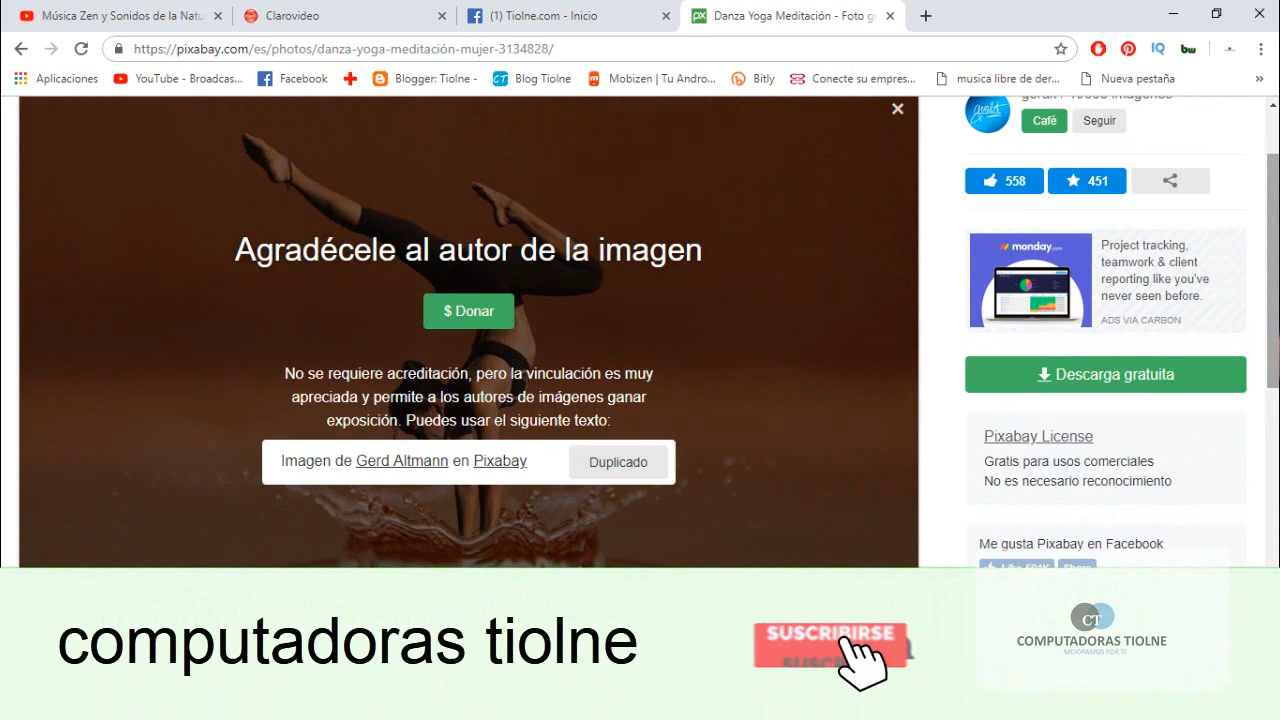 Música Zen y Sonidos de la Natu
Clarovideo
(1) Tiolne.com - Inicio
Danza Yoga Meditación - Foto gr
https://pixabay.com/es/photos/danza-yoga-meditación-mujer-3134828/
Aplicaciones
YouTube - Broadcas...
Facebook
Blogger: Tiolne -
Blog Tiolne
Mobizen | Tu Andro...
Bitly
Conecte su empres...
musica libre de der...
Nueva pestaña
Café
Seguir
558
451
Agradécele al autor de la imagen
$ Donar
No se requiere acreditación, pero la vinculación es muy
apreciada y permite a los autores de imágenes ganar
exposición. Puedes usar el siguiente texto:
Imagen de Gerd Altmann en Pixabay
Duplicado
monday.com
Project tracking,
teamwork & client
reporting like you've
never seen before.
ADS VIA CARBON
Descarga gratuita
Pixabay License
Gratis para usos comerciales
No es necesario reconocimiento
Me gusta Pixabay en Facebook
computadoras tiolne
SUSCRIBIRSE
CT
COMPUTADORAS TIOLNE
MEJORAMOS POR TI